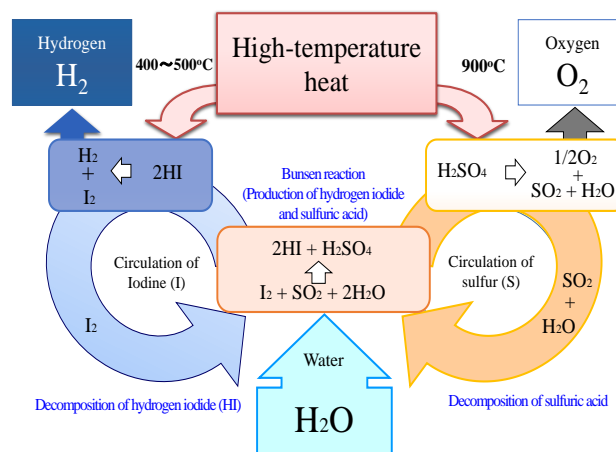 Hydrogen
H₂
400～500°C
High-temperature
heat
900°C
Oxygen
O₂
H₂
+
I₂
2HI
Bunsen reaction
(Production of hydrogen iodide
and sulfuric acid)
H₂SO₄
1/2O₂
+
SO₂ + H₂O
2HI + H₂SO₄
I₂ + SO₂ + 2H₂O
Circulation of
Iodine (I)
Circulation of
sulfur (S)
I₂
SO₂
+
H₂O
Water
H₂O
Decomposition of hydrogen iodide (HI)
Decomposition of sulfuric acid